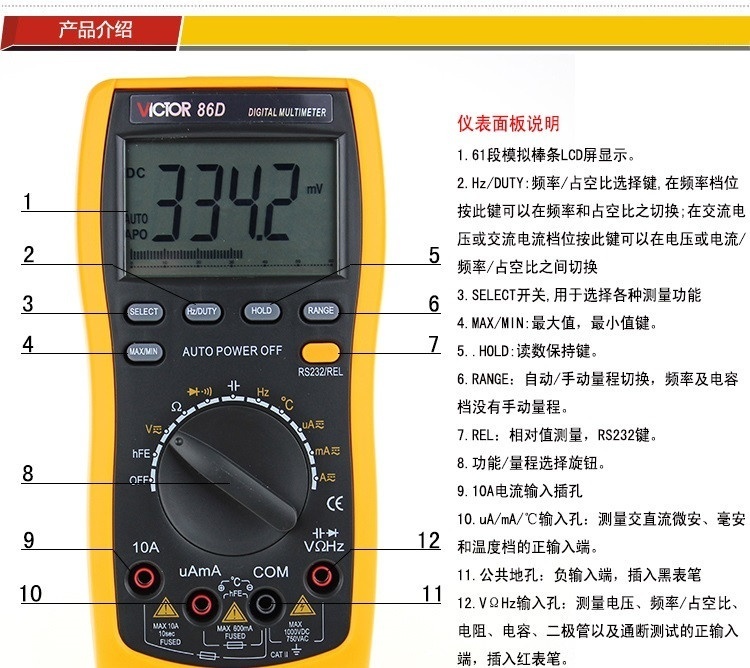 产品介绍
VICTOR 86D DIGITAL MULTIMETER
DC
334.2 mV
AUTO
APO
SELECT Hz/DUTY HOLD RANGE
MAX/MIN AUTO POWER OFF
RS232/REL
Hz
℃
Ω
uA
V
mA
hFE
A
OFF
CE
10A
VΩHz
uAmA
COM
℃
hFE
MAX 10A
10sec
FUSED
MAX 600mA
FUSED
CAT II
MAX
1000VDC
750VAC
1
2
3
4
5
6
7
8
9
10
11
12
仪表面板说明
1.61段模拟棒条LCD屏显示。
2.Hz/DUTY:频率/占空比选择键,在频率档位
按此键可以在频率和占空比之切换;在交流电
压或交流电流档位按此键可以在电压或电流/
频率/占空比之间切换
3.SELECT开关,用于选择各种测量功能
4.MAX/MIN:最大值，最小值键。
5..HOLD:读数保持键。
6.RANGE：自动/手动量程切换，频率及电容
档没有手动量程。
7.REL：相对值测量，RS232键。
8.功能/量程选择旋钮。
9.10A电流输入插孔
10.uA/mA/℃输入孔：测量交直流微安、毫安
和温度档的正输入端。
11.公共地孔：负输入端，插入黑表笔
12.VΩHz输入孔：测量电压、频率/占空比、
电阻、电容、二极管以及通断测试的正输入
端，插入红表笔。